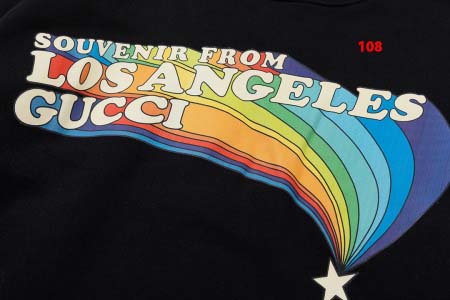 SOUVENIR FROM
108
LOS ANGELES
GUCCI